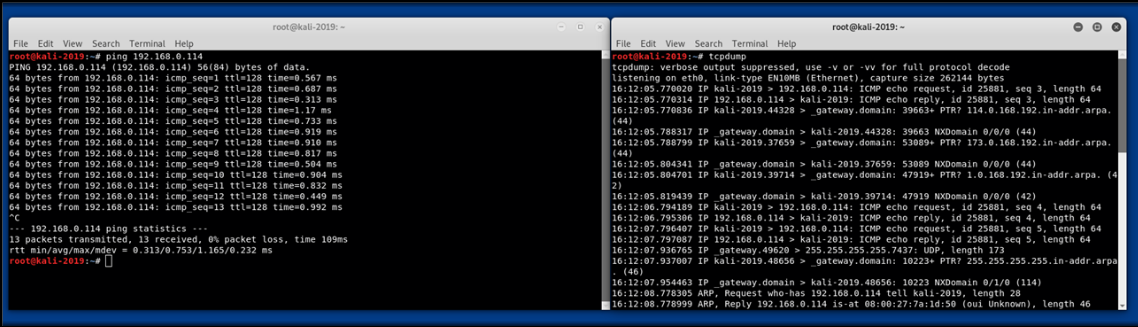 root@kali-2019: ~
File Edit View Search Terminal Help
root@kali-2019:~# ping 192.168.0.114
PING 192.168.0.114 (192.168.0.114) 56(84) bytes of data.
64 bytes from 192.168.0.114: icmp_seq=1 ttl=128 time=0.567 ms
64 bytes from 192.168.0.114: icmp_seq=2 ttl=128 time=0.687 ms
64 bytes from 192.168.0.114: icmp_seq=3 ttl=128 time=0.313 ms
64 bytes from 192.168.0.114: icmp_seq=4 ttl=128 time=1.17 ms
64 bytes from 192.168.0.114: icmp_seq=5 ttl=128 time=0.733 ms
64 bytes from 192.168.0.114: icmp_seq=6 ttl=128 time=0.919 ms
64 bytes from 192.168.0.114: icmp_seq=7 ttl=128 time=0.910 ms
64 bytes from 192.168.0.114: icmp_seq=8 ttl=128 time=0.817 ms
64 bytes from 192.168.0.114: icmp_seq=9 ttl=128 time=0.504 ms
64 bytes from 192.168.0.114: icmp_seq=10 ttl=128 time=0.904 ms
64 bytes from 192.168.0.114: icmp_seq=11 ttl=128 time=0.832 ms
64 bytes from 192.168.0.114: icmp_seq=12 ttl=128 time=0.449 ms
64 bytes from 192.168.0.114: icmp_seq=13 ttl=128 time=0.992 ms
^C
--- 192.168.0.114 ping statistics ---
13 packets transmitted, 13 received, 0% packet loss, time 109ms
rtt min/avg/max/mdev = 0.313/0.753/1.165/0.232 ms
root@kali-2019:~#
root@kali-2019: ~
File Edit View Search Terminal Help
root@kali-2019:~# tcpdump
tcpdump: verbose output suppressed, use -v or -vv for full protocol decode
listening on eth0, link-type EN10MB (Ethernet), capture size 262144 bytes
16:12:05.770020 IP kali-2019 > 192.168.0.114: ICMP echo request, id 25881, seq 3, length 64
16:12:05.770314 IP 192.168.0.114 > kali-2019: ICMP echo reply, id 25881, seq 3, length 64
16:12:05.770836 IP kali-2019.44328 > _gateway.domain: 39663+ PTR? 114.0.168.192.in-addr.arpa.
(44)
16:12:05.788317 IP _gateway.domain > kali-2019.44328: 39663 NXDomain 0/0/0 (44)
16:12:05.788799 IP kali-2019.37659 > _gateway.domain: 53089+ PTR? 173.0.168.192.in-addr.arpa.
(44)
16:12:05.804341 IP _gateway.domain > kali-2019.37659: 53089 NXDomain 0/0/0 (44)
16:12:05.804701 IP kali-2019.39714 > _gateway.domain: 47919+ PTR? 1.0.168.192.in-addr.arpa. (4
2)
16:12:05.819439 IP _gateway.domain > kali-2019.39714: 47919 NXDomain 0/0/0 (42)
16:12:06.794189 IP kali-2019 > 192.168.0.114: ICMP echo request, id 25881, seq 4, length 64
16:12:06.795306 IP 192.168.0.114 > kali-2019: ICMP echo reply, id 25881, seq 4, length 64
16:12:07.796407 IP kali-2019 > 192.168.0.114: ICMP echo request, id 25881, seq 5, length 64
16:12:07.797087 IP 192.168.0.114 > kali-2019: ICMP echo reply, id 25881, seq 5, length 64
16:12:07.936765 IP _gateway.49620 > 255.255.255.255.7437: UDP, length 173
16:12:07.937007 IP kali-2019.48656 > _gateway.domain: 10223+ PTR? 255.255.255.255.in-addr.arpa
. (46)
16:12:07.954463 IP _gateway.domain > kali-2019.48656: 10223 NXDomain 0/1/0 (114)
16:12:08.778305 ARP, Request who-has 192.168.0.114 tell kali-2019, length 28
16:12:08.778999 ARP, Reply 192.168.0.114 is-at 08:00:27:7a:1d:50 (oui Unknown), length 46